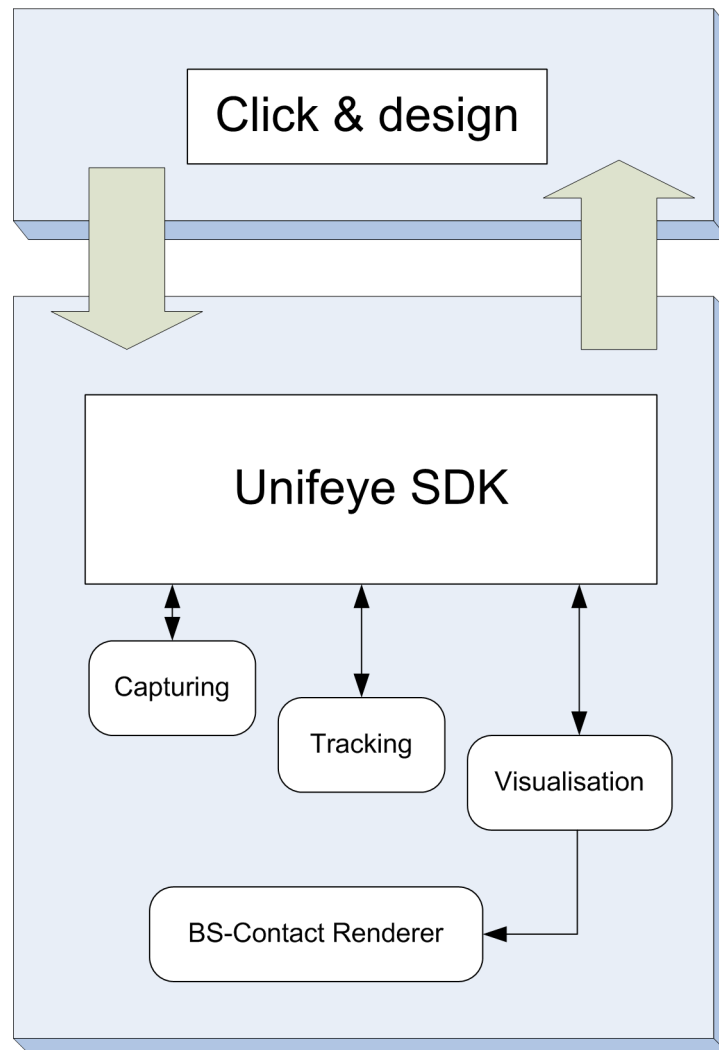 Click & design
Unifeye SDK
Capturing
Tracking
Visualisation
BS-Contact Renderer